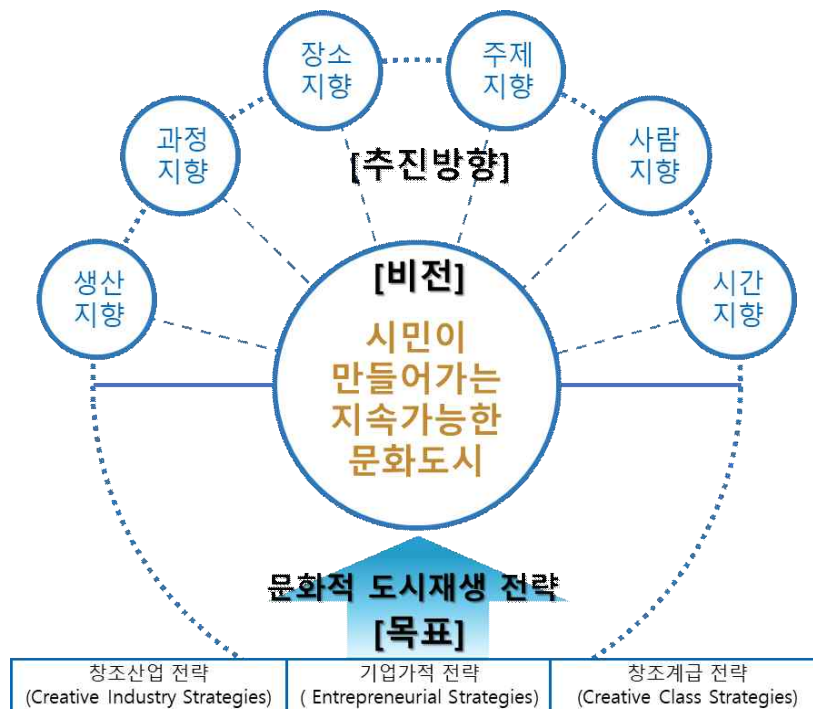 장소
지향
주제
지향
과정
지향
[추진방향]
사람
지향
생산
지향
[비전]
시간
지향
시민이
만들어가는
지속가능한
문화도시
문화적 도시재생 전략
[목표]
창조산업 전략
(Creative Industry Strategies)
기업가적 전략
( Entrepreneurial Strategies)
창조계급 전략
(Creative Class Strategies)